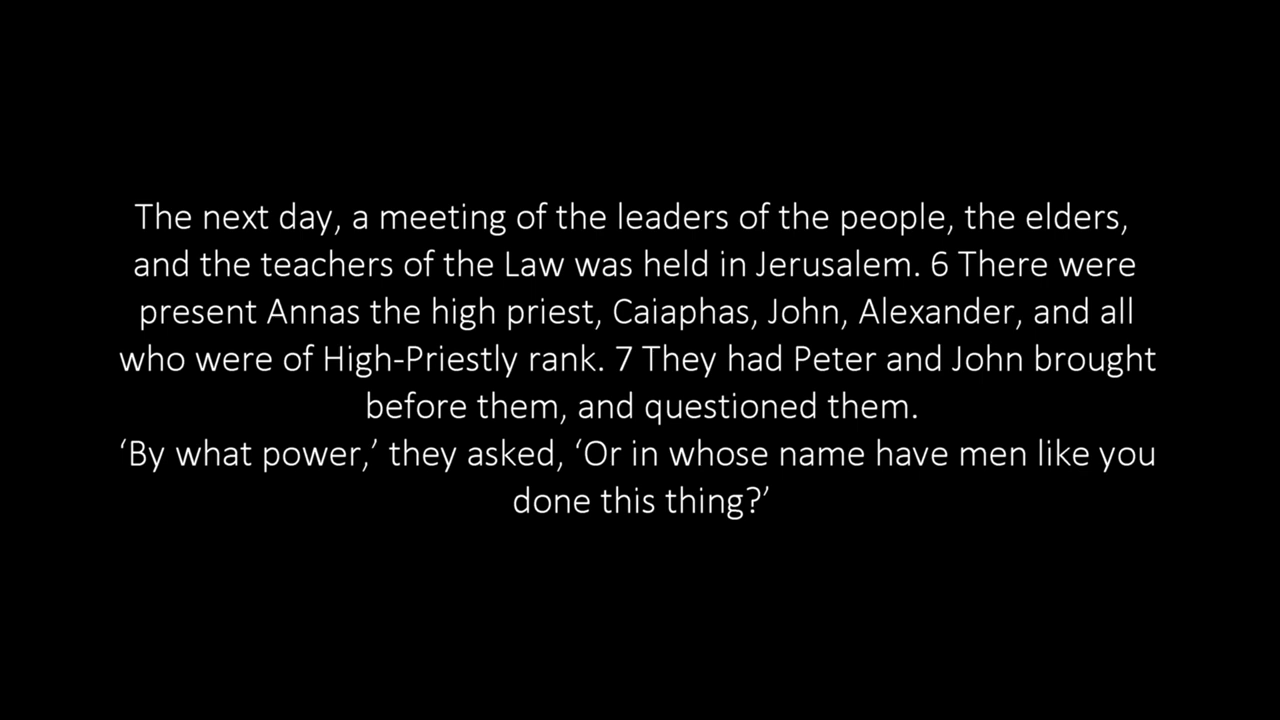 The next day, a meeting of the leaders of the people, the elders,
and the teachers of the Law was held in Jerusalem. 6 There were
present Annas the high priest, Caiaphas, John, Alexander, and all
who were of High-Priestly rank. 7 They had Peter and John brought
before them, and questioned them.
‘By what power,’ they asked, ‘Or in whose name have men like you
done this thing?’